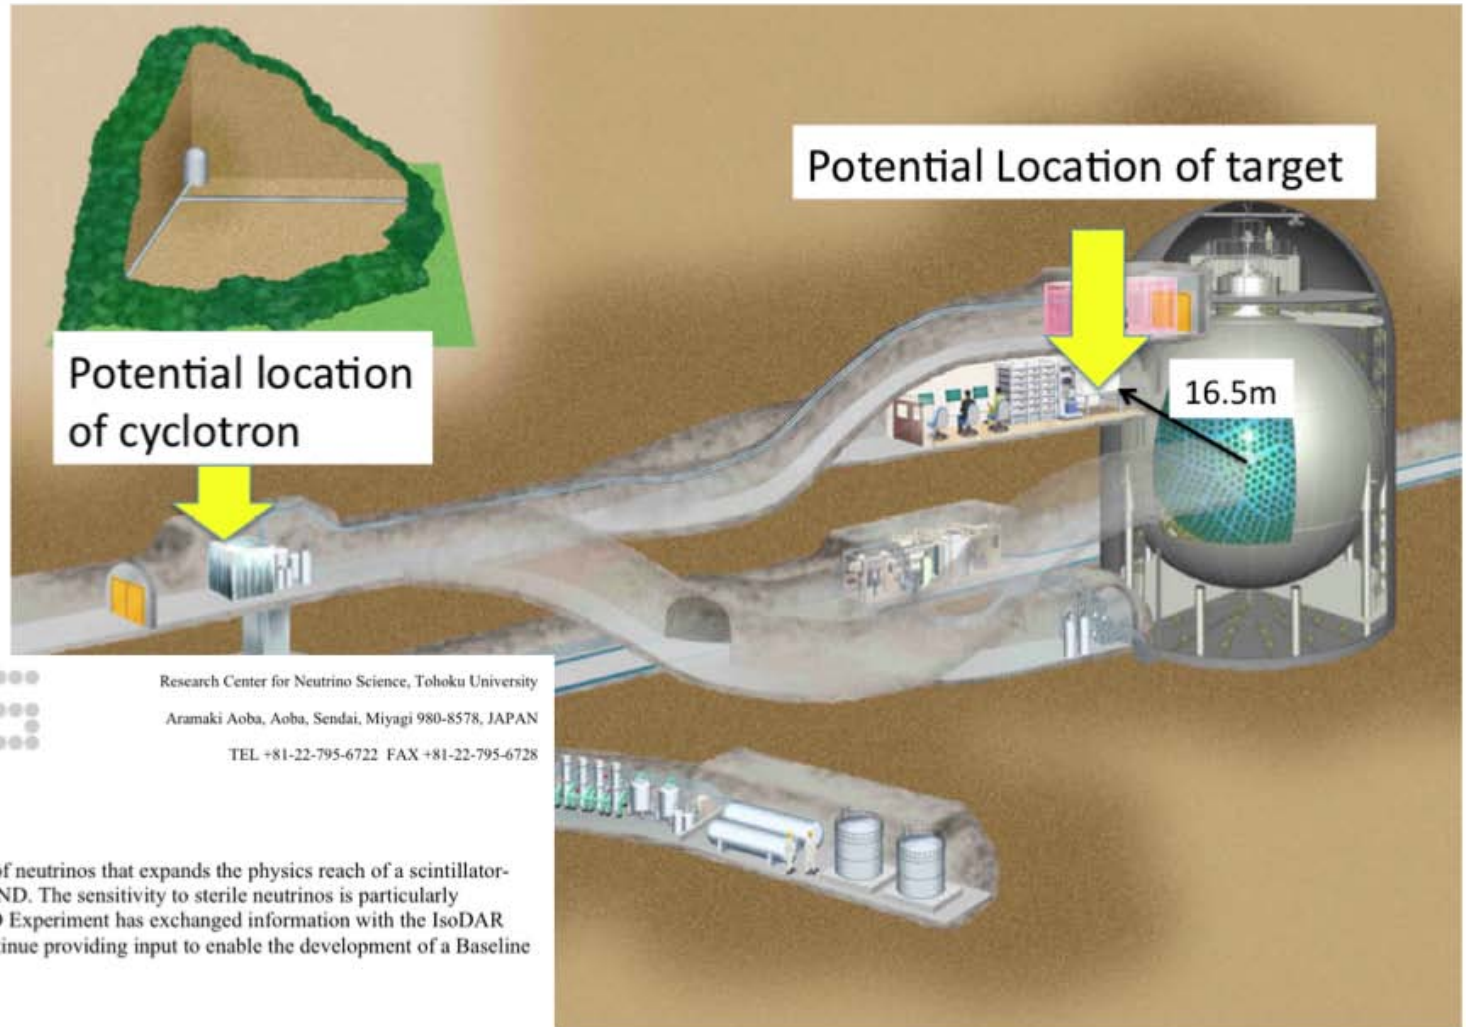 Potential Location of target
Potential location
of cyclotron
16.5m
Research Center for Neutrino Science, Tohoku University
Aramaki Aoba, Aoba, Sendai, Miyagi 980-8578, JAPAN
TEL +81-22-795-6722 FAX +81-22-795-6728
of neutrinos that expands the physics reach of a scintillator-
ND. The sensitivity to sterile neutrinos is particularly
Experiment has exchanged information with the IsoDAR
tinue providing input to enable the development of a Baseline